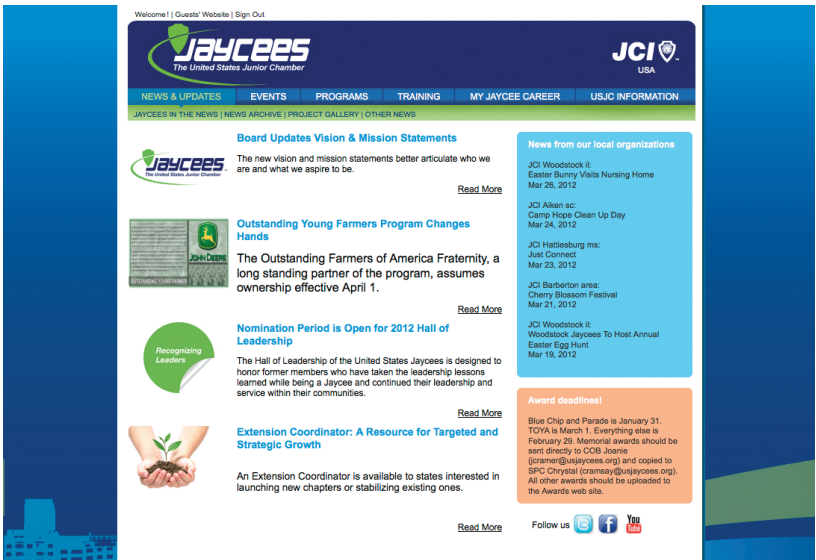 Welcome! | Guests' Website | Sign Out
Jaycees
The United States Junior Chamber
JCI
USA
NEWS & UPDATES EVENTS PROGRAMS TRAINING MY JAYCEE CAREER USJC INFORMATION
JAYCEES IN THE NEWS | NEWS ARCHIVE | PROJECT GALLERY | OTHER NEWS
Board Updates Vision & Mission Statements
Jaycees
The United States Junior Chamber
The new vision and mission statements better articulate who we
are and what we aspire to be.
Read More
Outstanding Young Farmers Program Changes
Hands
JOHN DEERE
OUTSTANDING YOUNG FARMER
The Outstanding Farmers of America Fraternity, a
long standing partner of the program, assumes
ownership effective April 1.
Read More
Nomination Period is Open for 2012 Hall of
Leadership
Recognizing
Leaders
The Hall of Leadership of the United States Jaycees is designed to
honor former members who have taken the leadership lessons
learned while being a Jaycee and continued their leadership and
service within their communities.
Read More
Extension Coordinator: A Resource for Targeted and
Strategic Growth
An Extension Coordinator is available to states interested in
launching new chapters or stabilizing existing ones.
Read More
News from our local organizations
JCI Woodstock il:
Easter Bunny Visits Nursing Home
Mar 26, 2012
JCI Aiken sc:
Camp Hope Clean Up Day
Mar 24, 2012
JCI Hattiesburg ms:
Just Connect
Mar 23, 2012
JCI Barberton area:
Cherry Blossom Festival
Mar 21, 2012
JCI Woodstock il:
Woodstock Jaycees To Host Annual
Easter Egg Hunt
Mar 19, 2012
Award deadlines!
Blue Chip and Parade is January 31.
TOYA is March 1. Everything else is
February 29. Memorial awards should be
sent directly to COB Joanie
(jcramer@usjaycees.org) and copied to
SPC Chrystal (cramsay@usjaycees.org).
All other awards should be uploaded to
the Awards web site.
Follow us
You
Tube